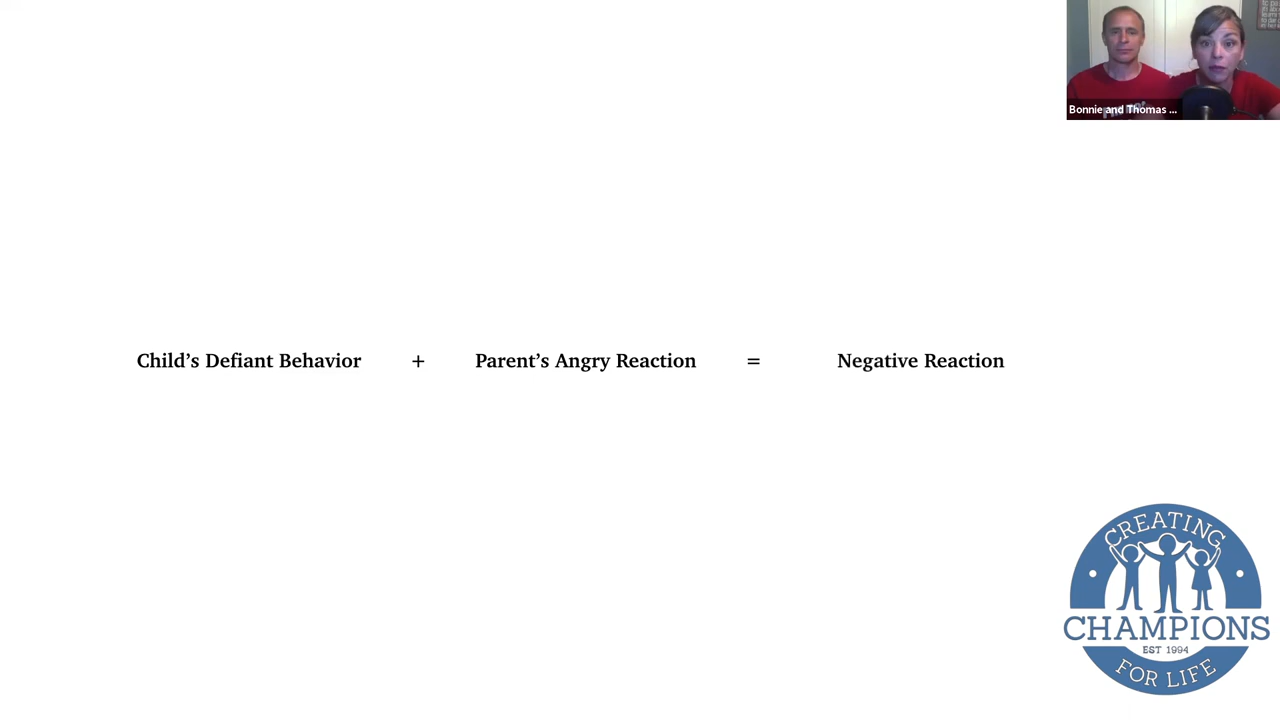 Bonnie and Thomas ...
Child’s Defiant Behavior + Parent’s Angry Reaction = Negative Reaction
CREATING
CHAMPIONS
EST 1994
FOR LIFE